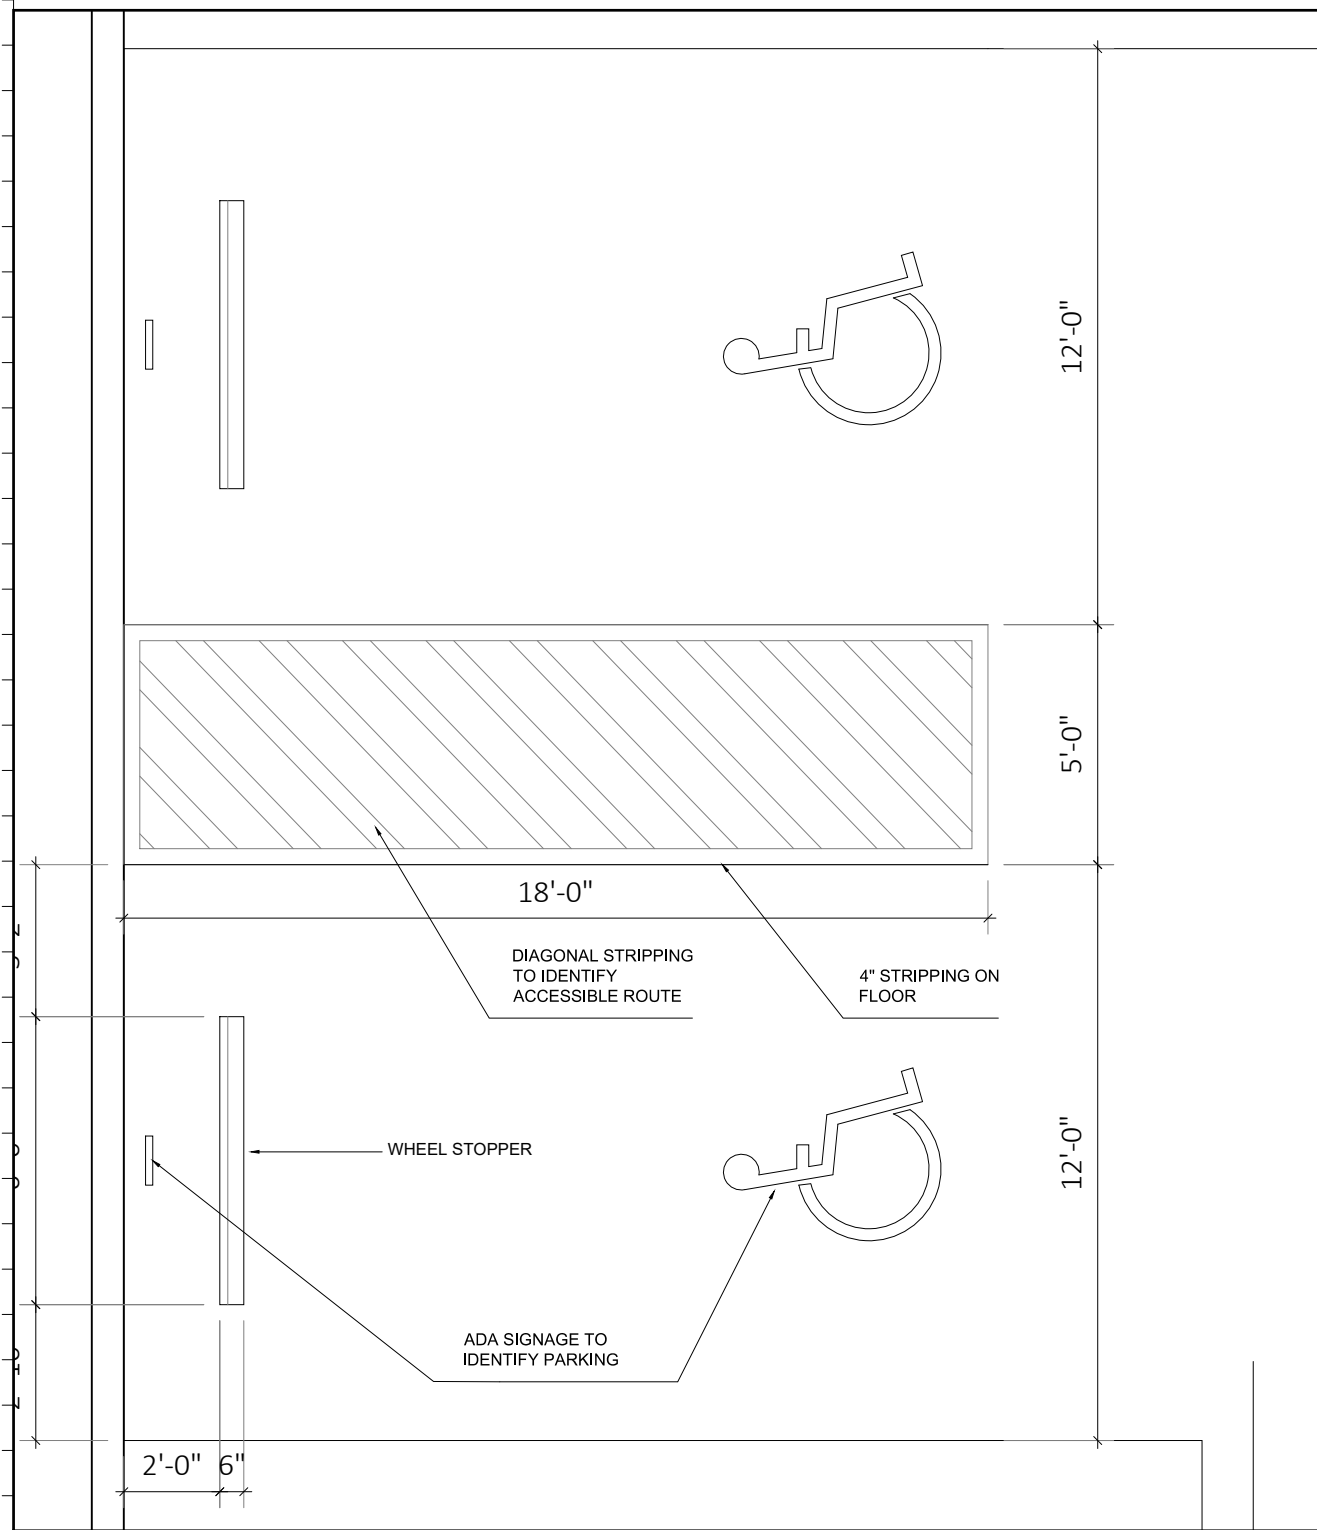 12'-0"
5'-0"
18'-0"
DIAGONAL STRIPPING
TO IDENTIFY
ACCESSIBLE ROUTE
4" STRIPPING ON
FLOOR
WHEEL STOPPER
12'-0"
ADA SIGNAGE TO
IDENTIFY PARKING
2'-0"
6"